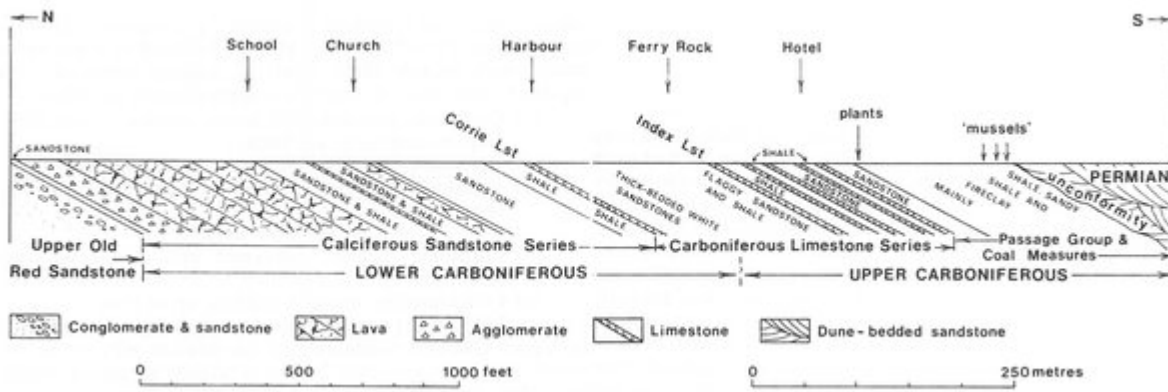 N
S
School
Church
Harbour
Ferry Rock
Hotel
plants
'mussels'
Corrie Lst
Index Lst
SANDSTONE
SHALE
SANDSTONE & SHALE
SANDSTONE & SHALE
SANDSTONE
SHALE
SHALE
THICK-BEDDED WHITE
SANDSTONES
FLAGGY SANDSTONE
AND SHALE
SHALE
SANDSTONE
SANDSTONE
MAINLY
SHALE AND
FIRECLAY
SHALE, SANDY
unconformity
PERMIAN
Upper Old
Red Sandstone
Calciferous Sandstone Series
Carboniferous Limestone Series
Passage Group &
Coal Measures
LOWER CARBONIFEROUS
UPPER CARBONIFEROUS
Conglomerate & sandstone
Lava
Agglomerate
Limestone
Dune-bedded sandstone
0 500 feet 1000 feet
0 250 metres